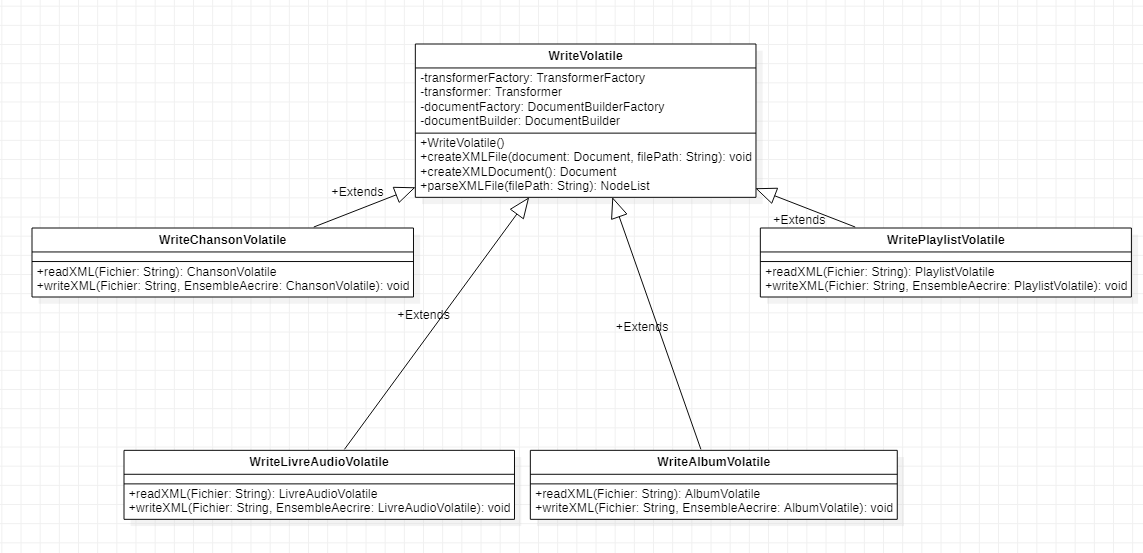 WriteVolatile
-transformerFactory: TransformerFactory
-transformer: Transformer
-documentFactory: DocumentBuilderFactory
-documentBuilder: DocumentBuilder
+WriteVolatile()
+createXMLFile(document: Document, filePath: String): void
+createXMLDocument(): Document
+parseXMLFile(filePath: String): NodeList
+Extends
+Extends
WriteChansonVolatile
+readXML(Fichier: String): ChansonVolatile
+writeXML(Fichier: String, EnsembleAecrire: ChansonVolatile): void
WritePlaylistVolatile
+readXML(Fichier: String): PlaylistVolatile
+writeXML(Fichier: String, EnsembleAecrire: PlaylistVolatile): void
+Extends
+Extends
WriteLivreAudioVolatile
+readXML(Fichier: String): LivreAudioVolatile
+writeXML(Fichier: String, EnsembleAecrire: LivreAudioVolatile): void
WriteAlbumVolatile
+readXML(Fichier: String): AlbumVolatile
+writeXML(Fichier: String, EnsembleAecrire: AlbumVolatile): void